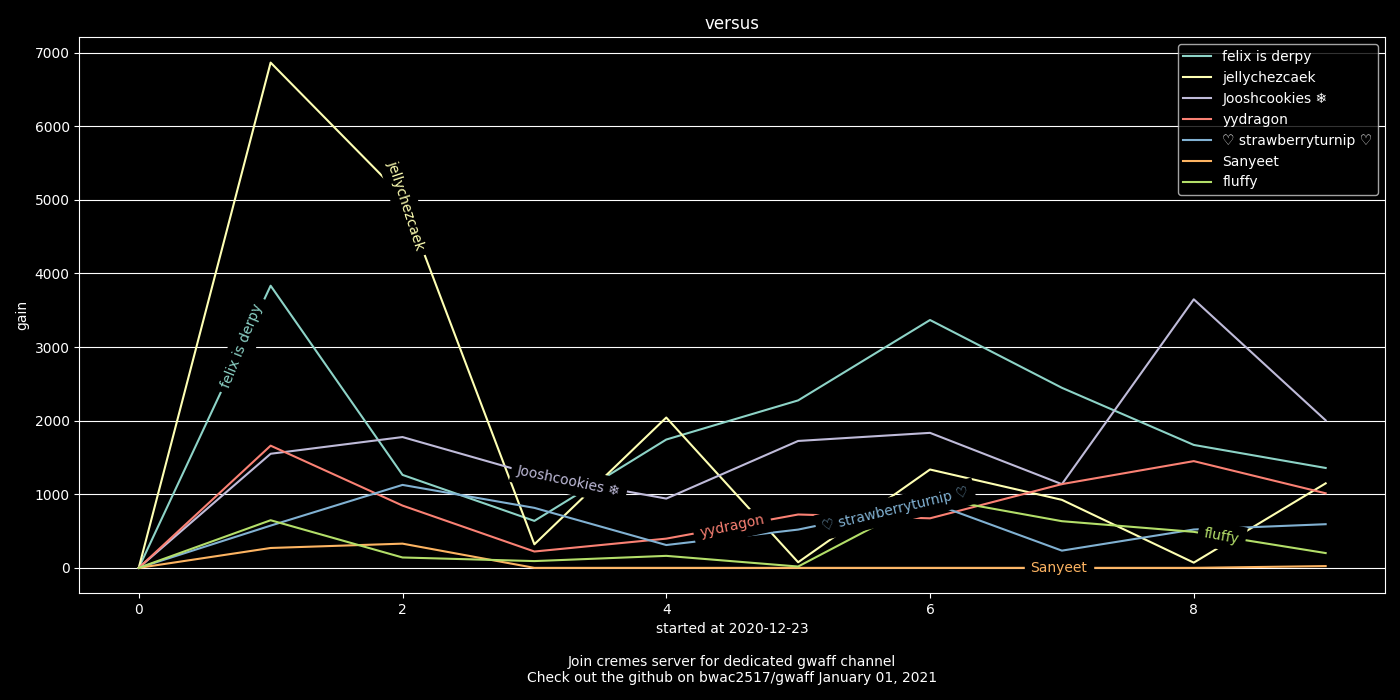 versus
7000
6000
5000
4000
3000
2000
1000
0
gain
felix is derpy
jellychezcaek
Jooshcookies ❄
yydragon
♡ strawberryturnip ♡
Sanyeet
fluffy
felix is derpy
jellychezcaek
Jooshcookies ❄
yydragon
♡ strawberryturnip ♡
fluffy
Sanyeet
0 2 4 6 8
started at 2020-12-23
Join cremes server for dedicated gwaff channel
Check out the github on bwac2517/gwaff January 01, 2021